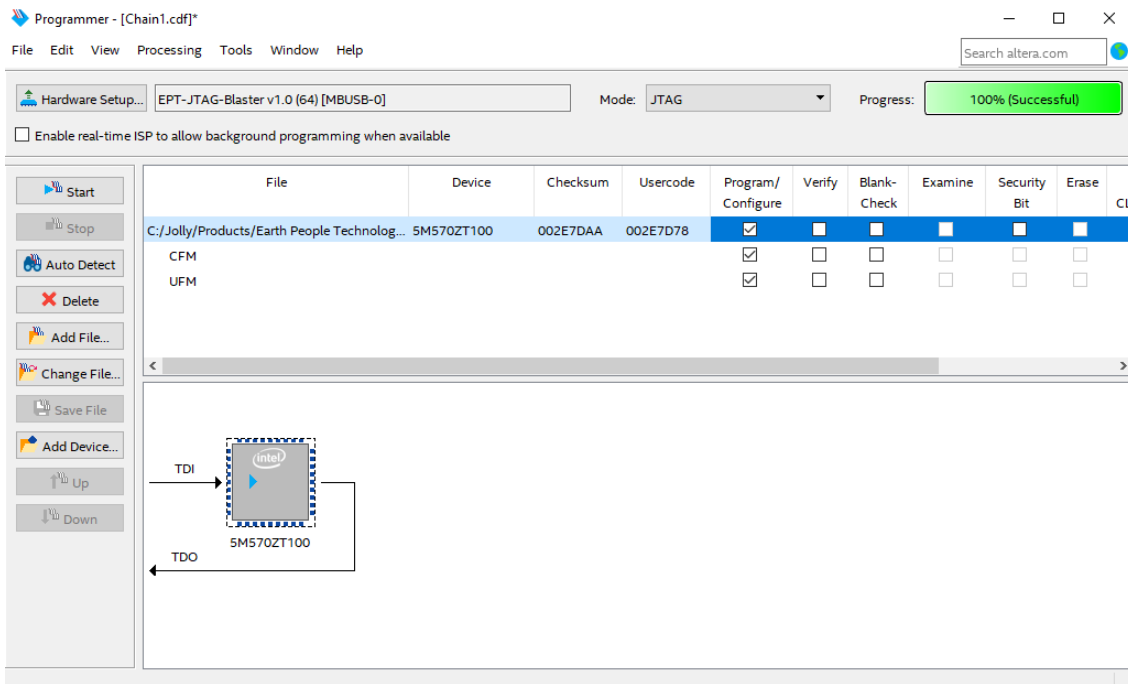 Programmer - [Chain1.cdf]*
File Edit View Processing Tools Window Help
Search altera.com
Hardware Setup... EPT-JTAG-Blaster v1.0 (64) [MBUSB-0] Mode: JTAG Progress: 100% (Successful)
Enable real-time ISP to allow background programming when available
Start
Stop
Auto Detect
Delete
Add File...
Change File...
Save File
Add Device...
Up
Down
File Device Checksum Usercode Program/ Verify Blank- Examine Security Erase
Configure Check Bit
C:/Jolly/Products/Earth People Technolog... 5M570ZT100 002E7DAA 002E7D78
CFM
UFM
TDI
intel
5M570ZT100
TDO